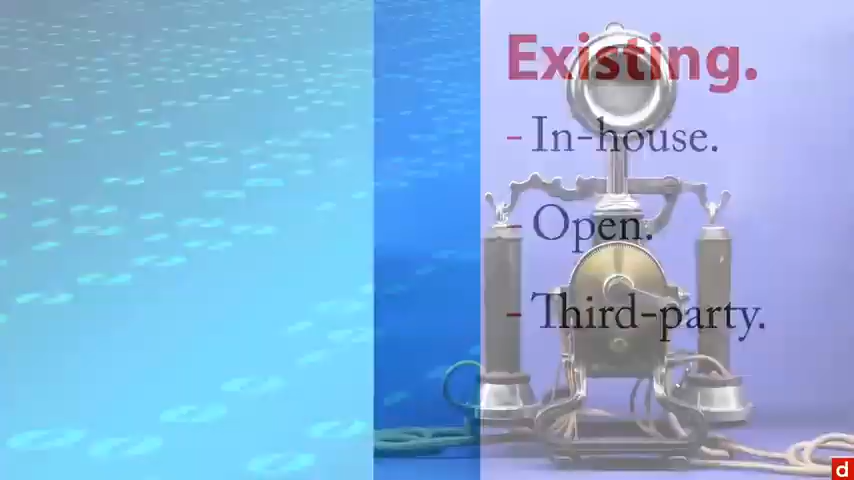 Existing.
- In-house.
- Open.
- Third-party.
d